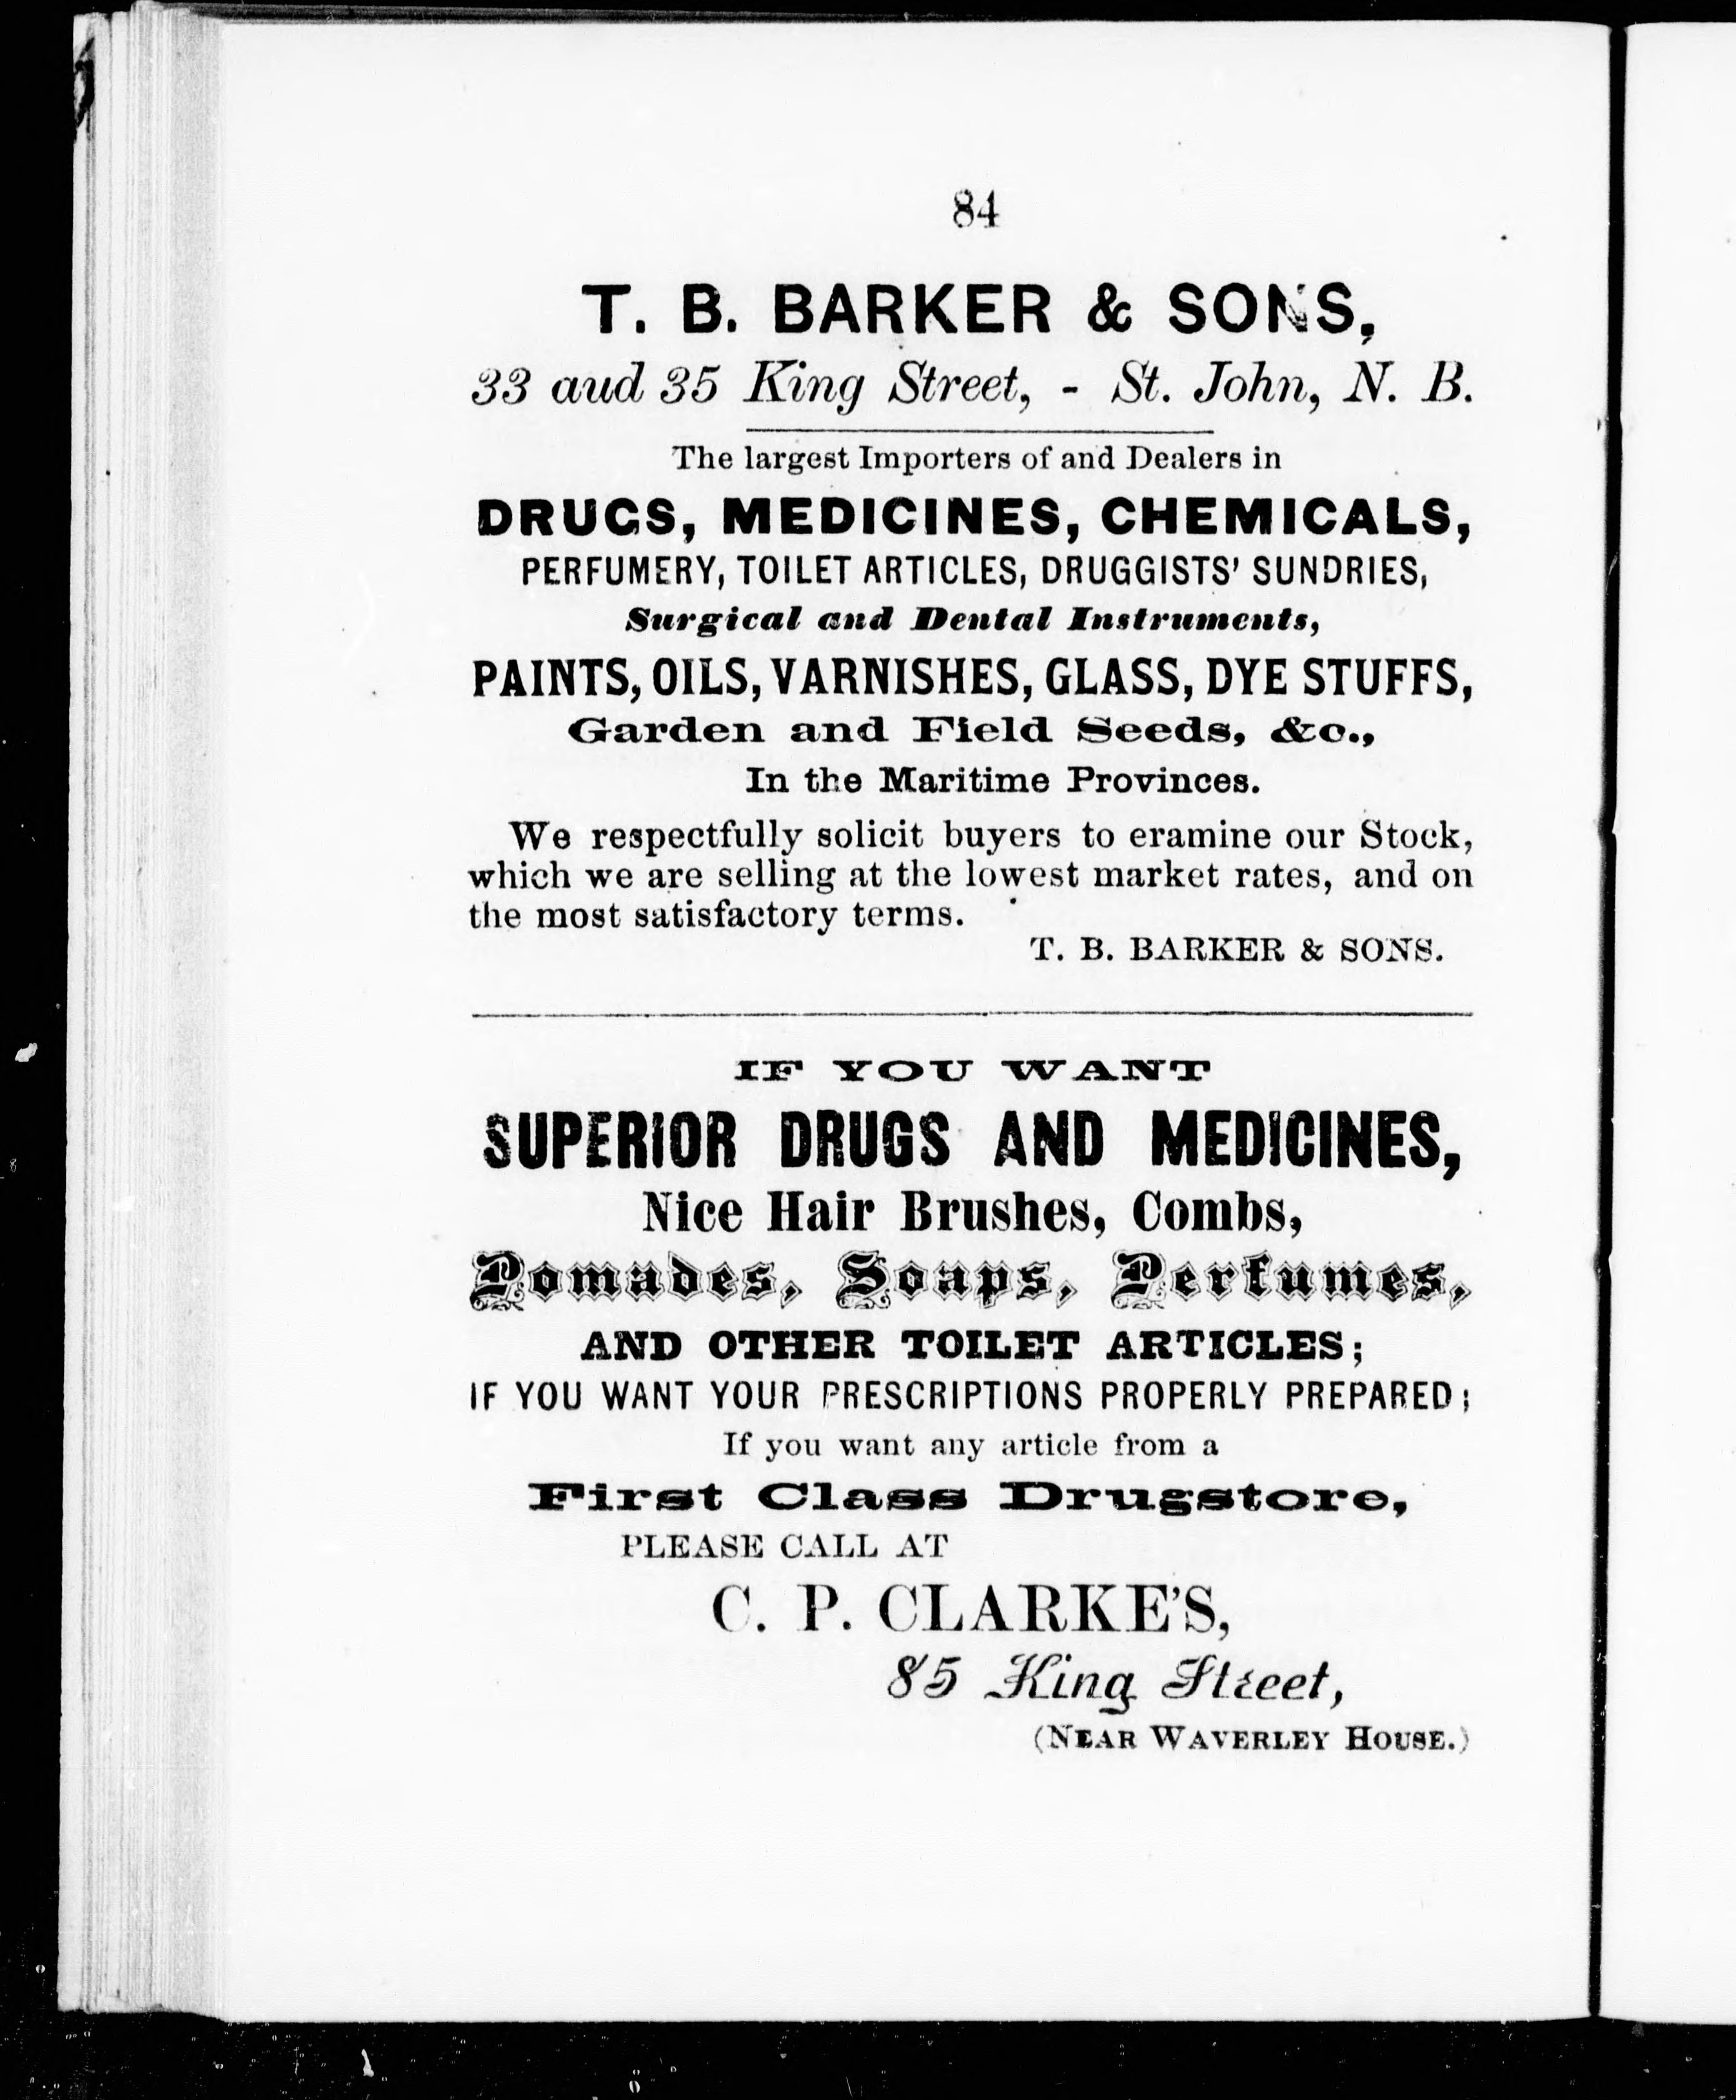 84
T. B. BARKER & SONS,
33 aud 35 King Street, - St. John, N. B.
The largest Importers of and Dealers in
DRUGS, MEDICINES, CHEMICALS,
PERFUMERY, TOILET ARTICLES, DRUGGISTS' SUNDRIES,
Surgical and Dental Instruments,
PAINTS, OILS, VARNISHES, GLASS, DYE STUFFS,
Garden and Field Seeds, &c.,
In the Maritime Provinces.
We respectfully solicit buyers to eramine our Stock,
which we are selling at the lowest market rates, and on
the most satisfactory terms.
T. B. BARKER & SONS.
IF YOU WANT
SUPERIOR DRUGS AND MEDICINES,
Nice Hair Brushes, Combs,
Pomades, Soaps, Perfumes,
AND OTHER TOILET ARTICLES;
IF YOU WANT YOUR PRESCRIPTIONS PROPERLY PREPARED;
If you want any article from a
First Class Drugstore,
PLEASE CALL AT
C. P. CLARKE'S,
85 King Street,
(NEAR WAVERLEY HOUSE.)